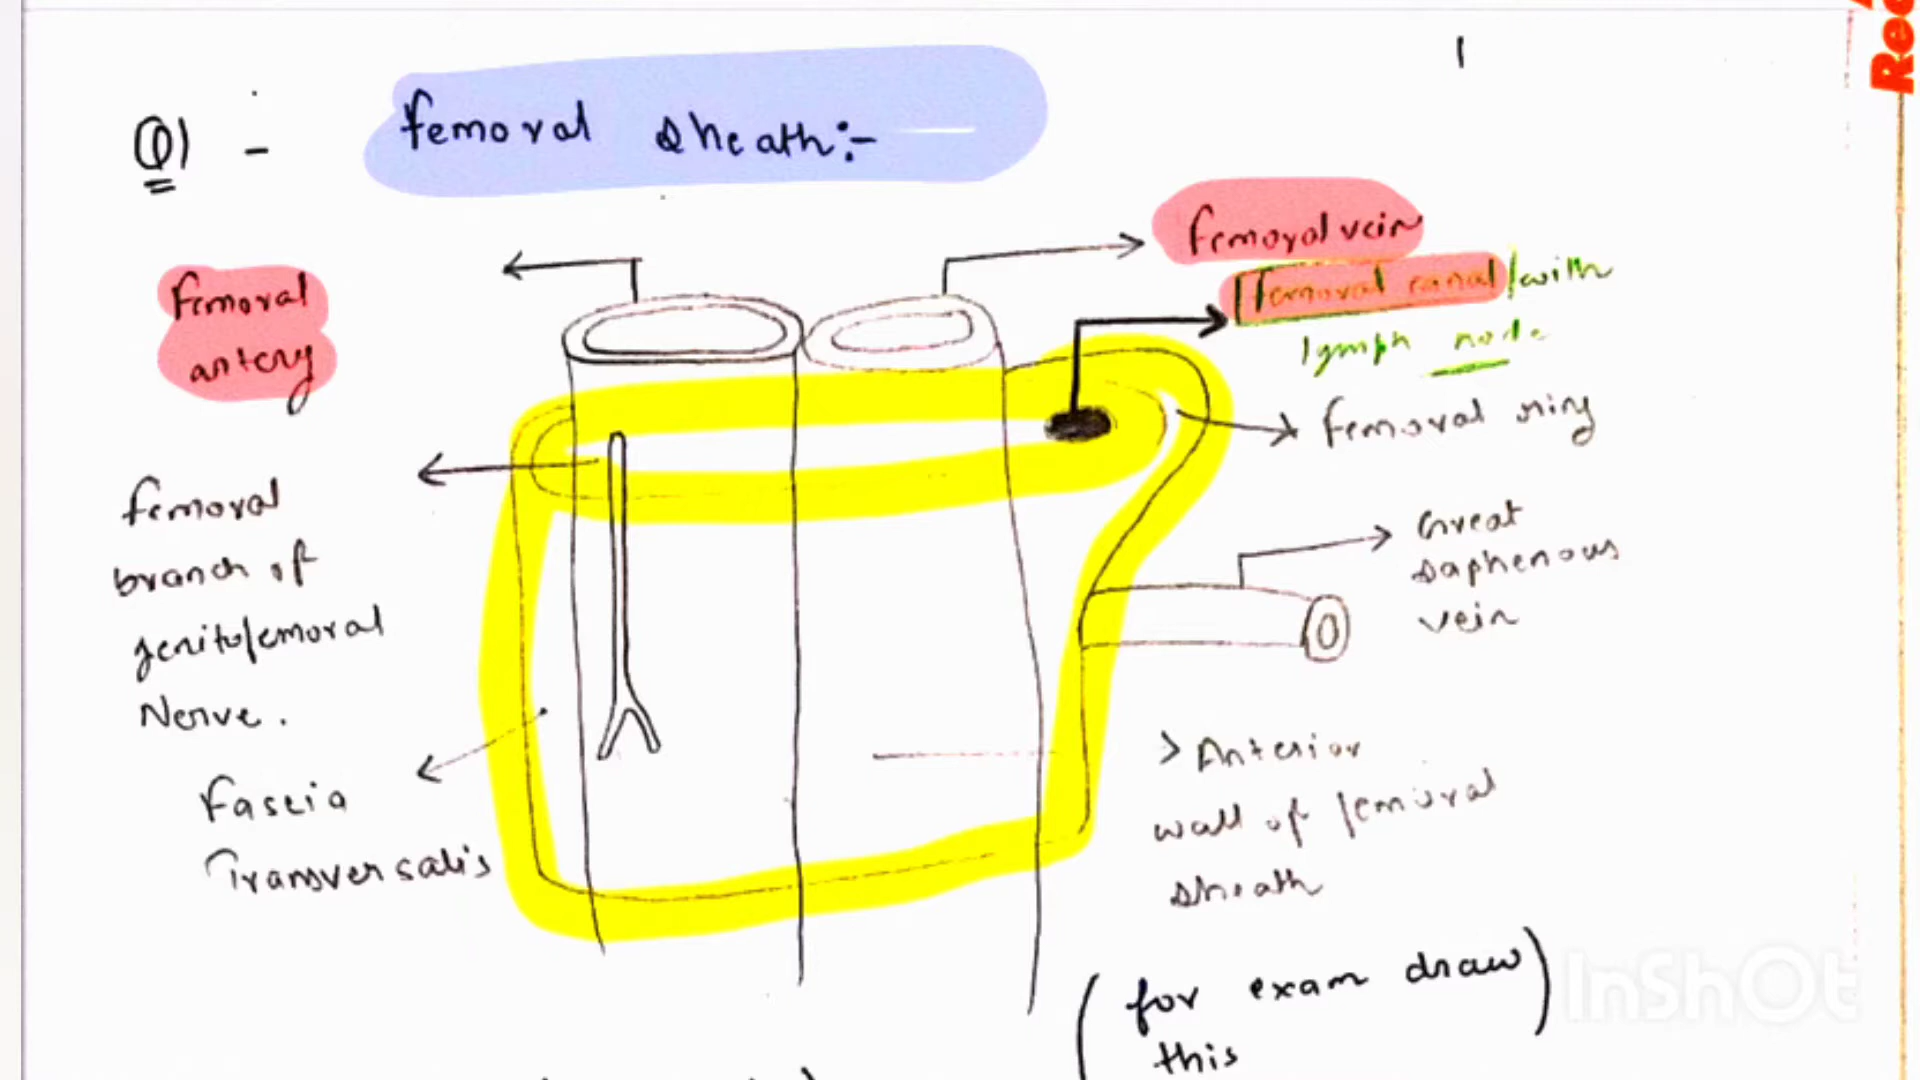 Q1 - femoral sheath:-
1
Femoral
artery
Femoral vein
Femoral canal/with
lymph node
femoral ring
femoral
branch of
genitofemoral
Nerve.
Great
saphenous
vein
Fascia
Transversalis
> Anterior
wall of femoral
sheath
(for exam draw)
this
InShOt